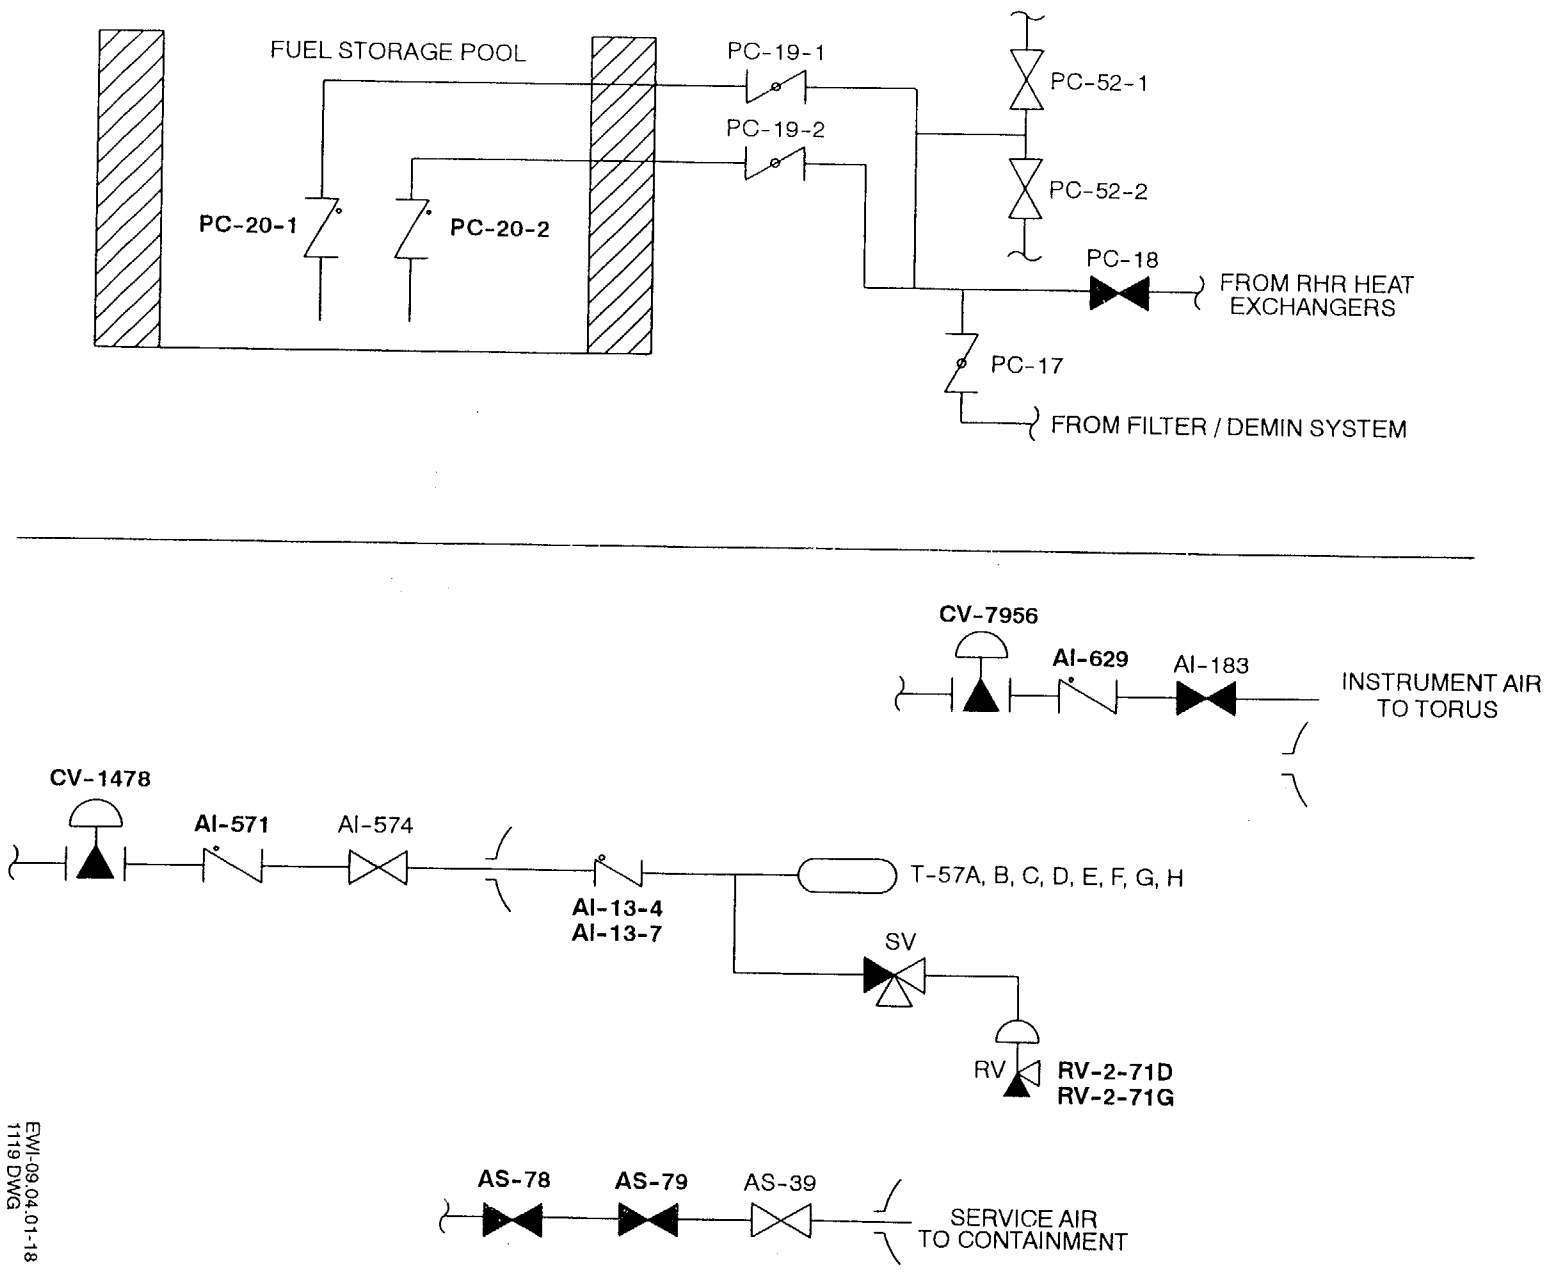 FUEL STORAGE POOL
PC-19-1
PC-52-1
PC-19-2
PC-52-2
PC-20-1
PC-20-2
PC-18
FROM RHR HEAT
EXCHANGERS
PC-17
FROM FILTER / DEMIN SYSTEM
CV-7956
AI-629
AI-183
INSTRUMENT AIR
TO TORUS
CV-1478
AI-571
AI-574
T-57A, B, C, D, E, F, G, H
AI-13-4
AI-13-7
SV
RV
RV-2-71D
RV-2-71G
AS-78
AS-79
AS-39
SERVICE AIR
TO CONTAINMENT
EWI-09.04.01-18
1119 DWG